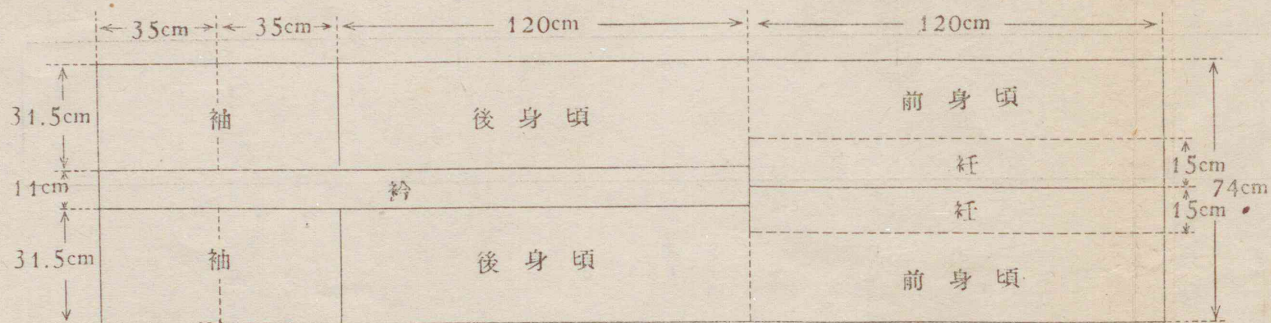 35cm 35cm 120cm 120cm
31.5cm 袖 後身頃 前身頃
衽 15cm
11cm 衿 74cm
衽 15cm
31.5cm 袖 後身頃 前身頃